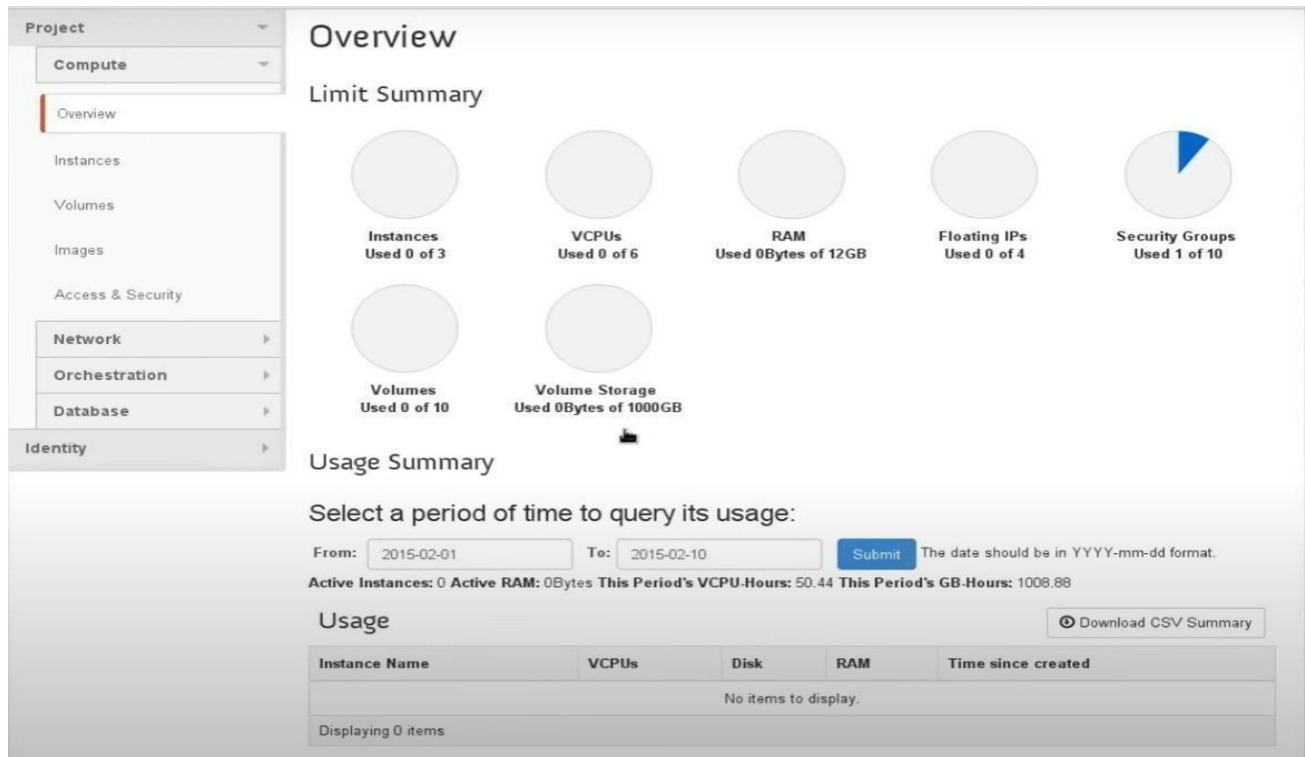 Project
Compute
Overview
Instances
Volumes
Images
Access & Security
Network
Orchestration
Database
Identity
Overview
Limit Summary
Instances
Used 0 of 3
VCPUs
Used 0 of 6
RAM
Used 0Bytes of 12GB
Floating IPs
Used 0 of 4
Security Groups
Used 1 of 10
Volumes
Used 0 of 10
Volume Storage
Used 0Bytes of 1000GB
Usage Summary
Select a period of time to query its usage:
From: 2015-02-01 To: 2015-02-10 Submit The date should be in YYYY-mm-dd format.
Active Instances: 0 Active RAM: 0Bytes This Period's VCPU-Hours: 50.44 This Period's GB-Hours: 1008.88
Usage
Download CSV Summary
Instance Name VCPUs Disk RAM Time since created
No items to display.
Displaying 0 items